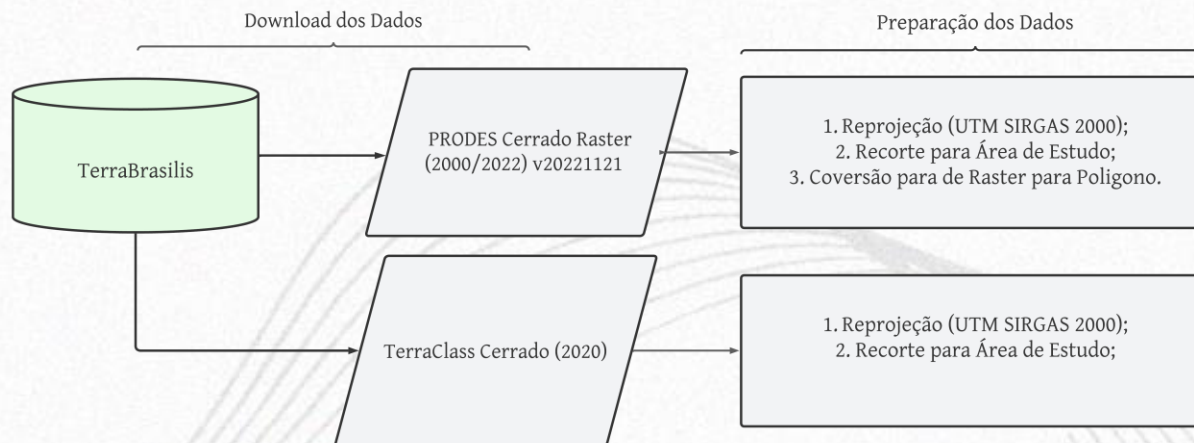 Download dos Dados
Preparação dos Dados
TerraBrasilis
PRODES Cerrado Raster
(2000/2022) v20221121
1. Reprojeção (UTM SIRGAS 2000);
2. Recorte para Área de Estudo;
3. Coversão para de Raster para Poligono.
TerraClass Cerrado (2020)
1. Reprojeção (UTM SIRGAS 2000);
2. Recorte para Área de Estudo;